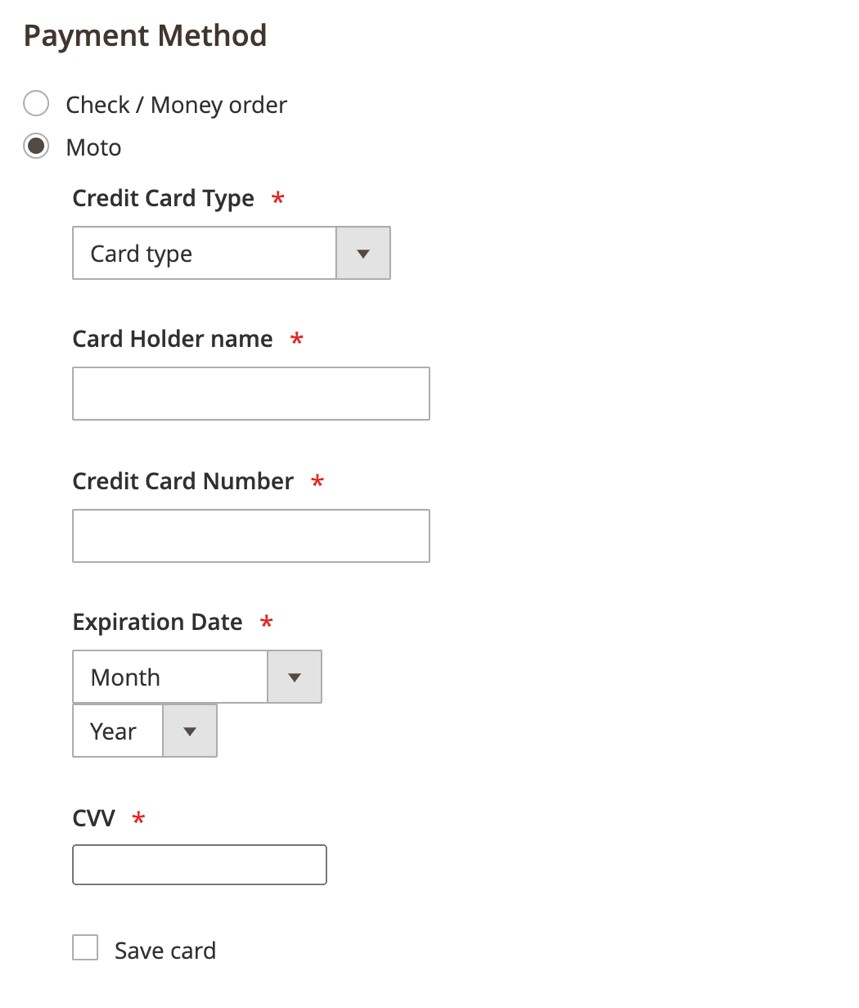 Payment Method
Check / Money order
Moto
Credit Card Type *
Card type
Card Holder name *
Credit Card Number *
Expiration Date *
Month
Year
CVV *
Save card